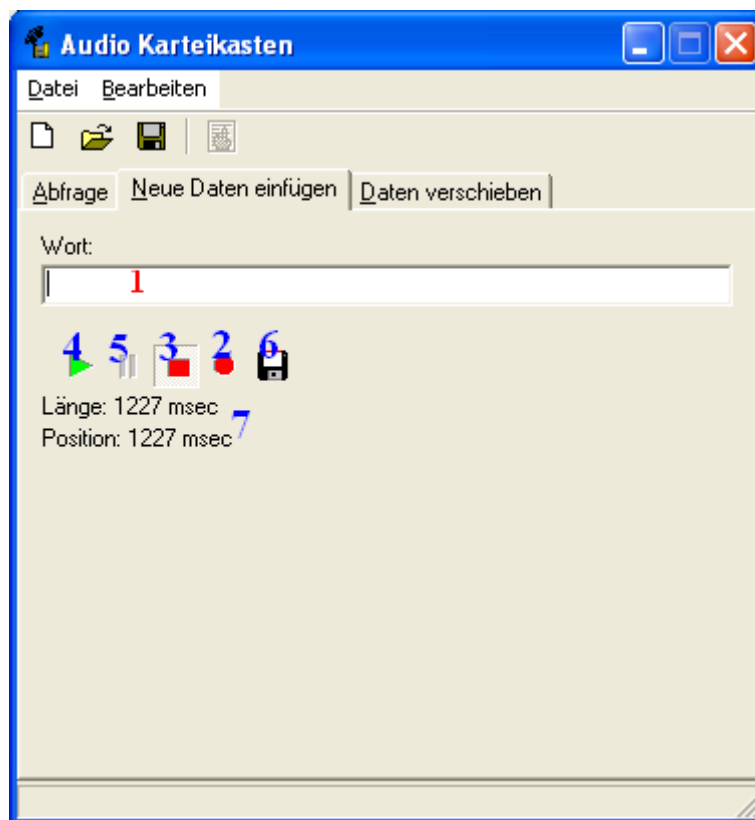 Audio Karteikasten
Datei Bearbeiten
Abfrage Neue Daten einfügen Daten verschieben
Wort:
1
4 5 3 2 6
Länge: 1227 msec
7
Position: 1227 msec